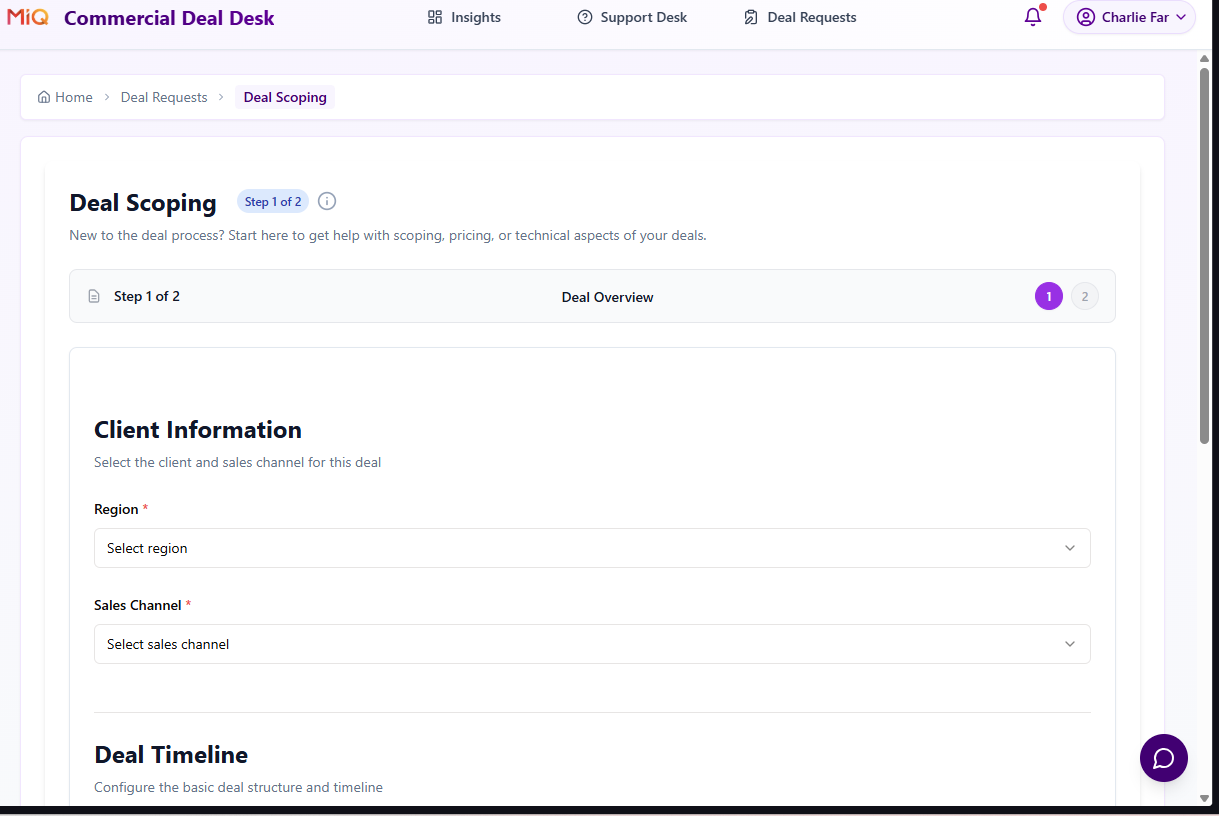 MiQ Commercial Deal Desk Insights Support Desk Deal Requests Charlie Far
Home Deal Requests Deal Scoping
Deal Scoping Step 1 of 2
New to the deal process? Start here to get help with scoping, pricing, or technical aspects of your deals.
Step 1 of 2 Deal Overview 1 2
Client Information
Select the client and sales channel for this deal
Region *
Select region
Sales Channel *
Select sales channel
Deal Timeline
Configure the basic deal structure and timeline